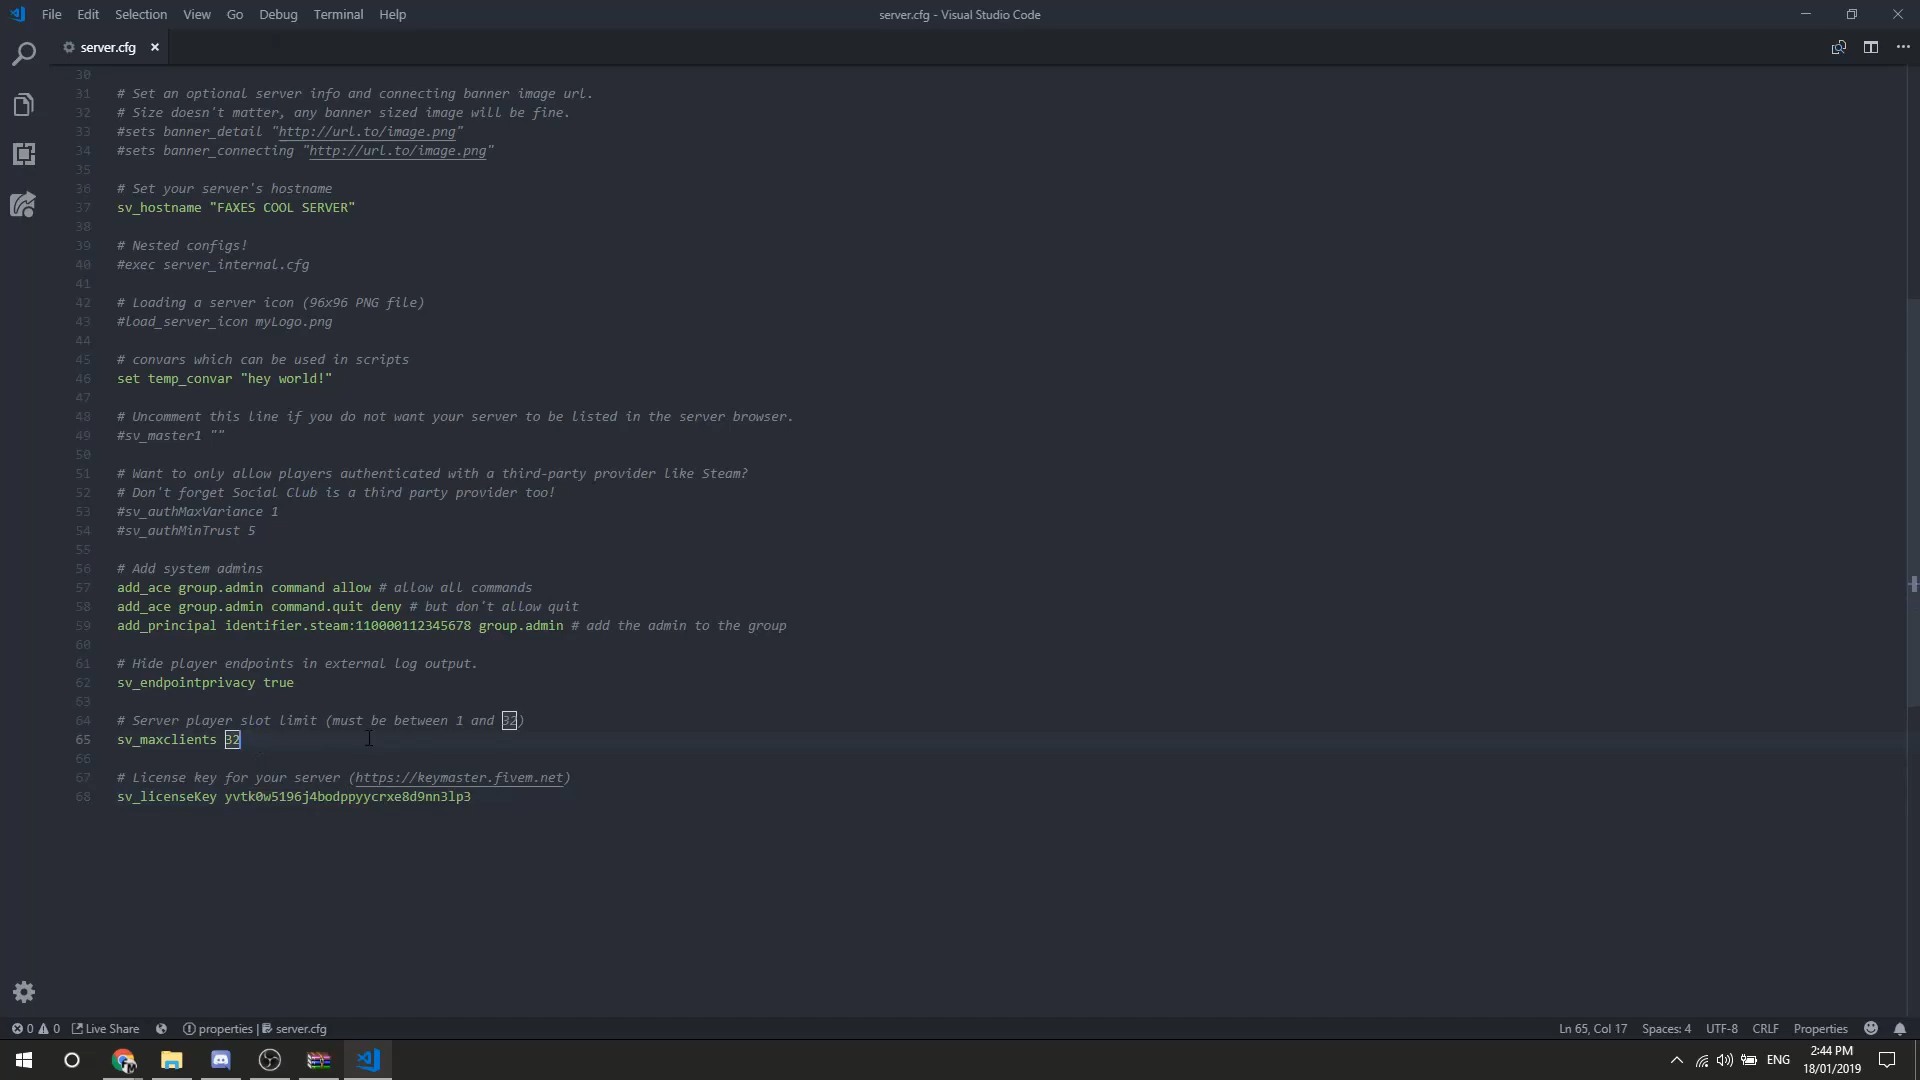 File Edit Selection View Go Debug Terminal Help
server.cfg - Visual Studio Code
server.cfg
30
31 # Set an optional server info and connecting banner image url.
32 # Size doesn't matter, any banner sized image will be fine.
33 #sets banner_detail "http://url.to/image.png"
34 #sets banner_connecting "http://url.to/image.png"
35
36 # Set your server's hostname
37 sv_hostname "FAXES COOL SERVER"
38
39 # Nested configs!
40 #exec server_internal.cfg
41
42 # Loading a server icon (96x96 PNG file)
43 #load_server_icon myLogo.png
44
45 # convars which can be used in scripts
46 set temp_convar "hey world!"
47
48 # Uncomment this line if you do not want your server to be listed in the server browser.
49 #sv_master1 ""
50
51 # Want to only allow players authenticated with a third-party provider like Steam?
52 # Don't forget Social Club is a third party provider too!
53 #sv_authMaxVariance 1
54 #sv_authMinTrust 5
55
56 # Add system admins
57 add_ace group.admin command allow # allow all commands
58 add_ace group.admin command.quit deny # but don't allow quit
59 add_principal identifier.steam:110000112345678 group.admin # add the admin to the group
60
61 # Hide player endpoints in external log output.
62 sv_endpointprivacy true
63
64 # Server player slot limit (must be between 1 and 32)
65 sv_maxclients 32
66
67 # License key for your server (https://keymaster.fivem.net)
68 sv_licenseKey yvtk0w5196j4bodppyycrxe8d9nn3lp3
0 0 Live Share properties | server.cfg
Ln 65, Col 17 Spaces: 4 UTF-8 CRLF Properties
ENG
2:44 PM
18/01/2019